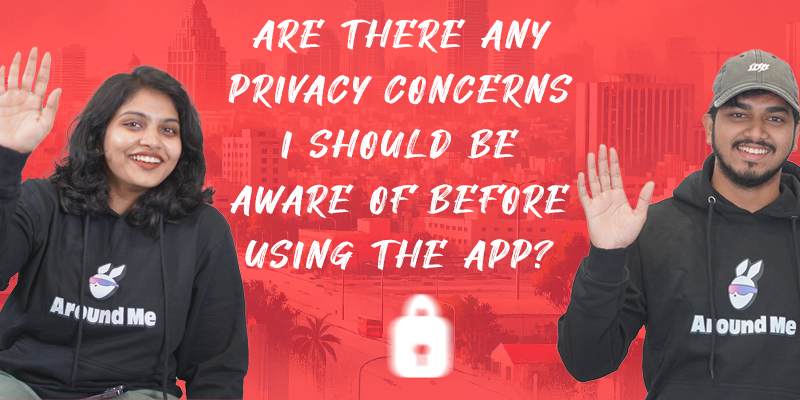 ARE THERE ANY
PRIVACY CONCERNS
I SHOULD BE
AWARE OF BEFORE
USING THE APP?
Around Me
Around Me